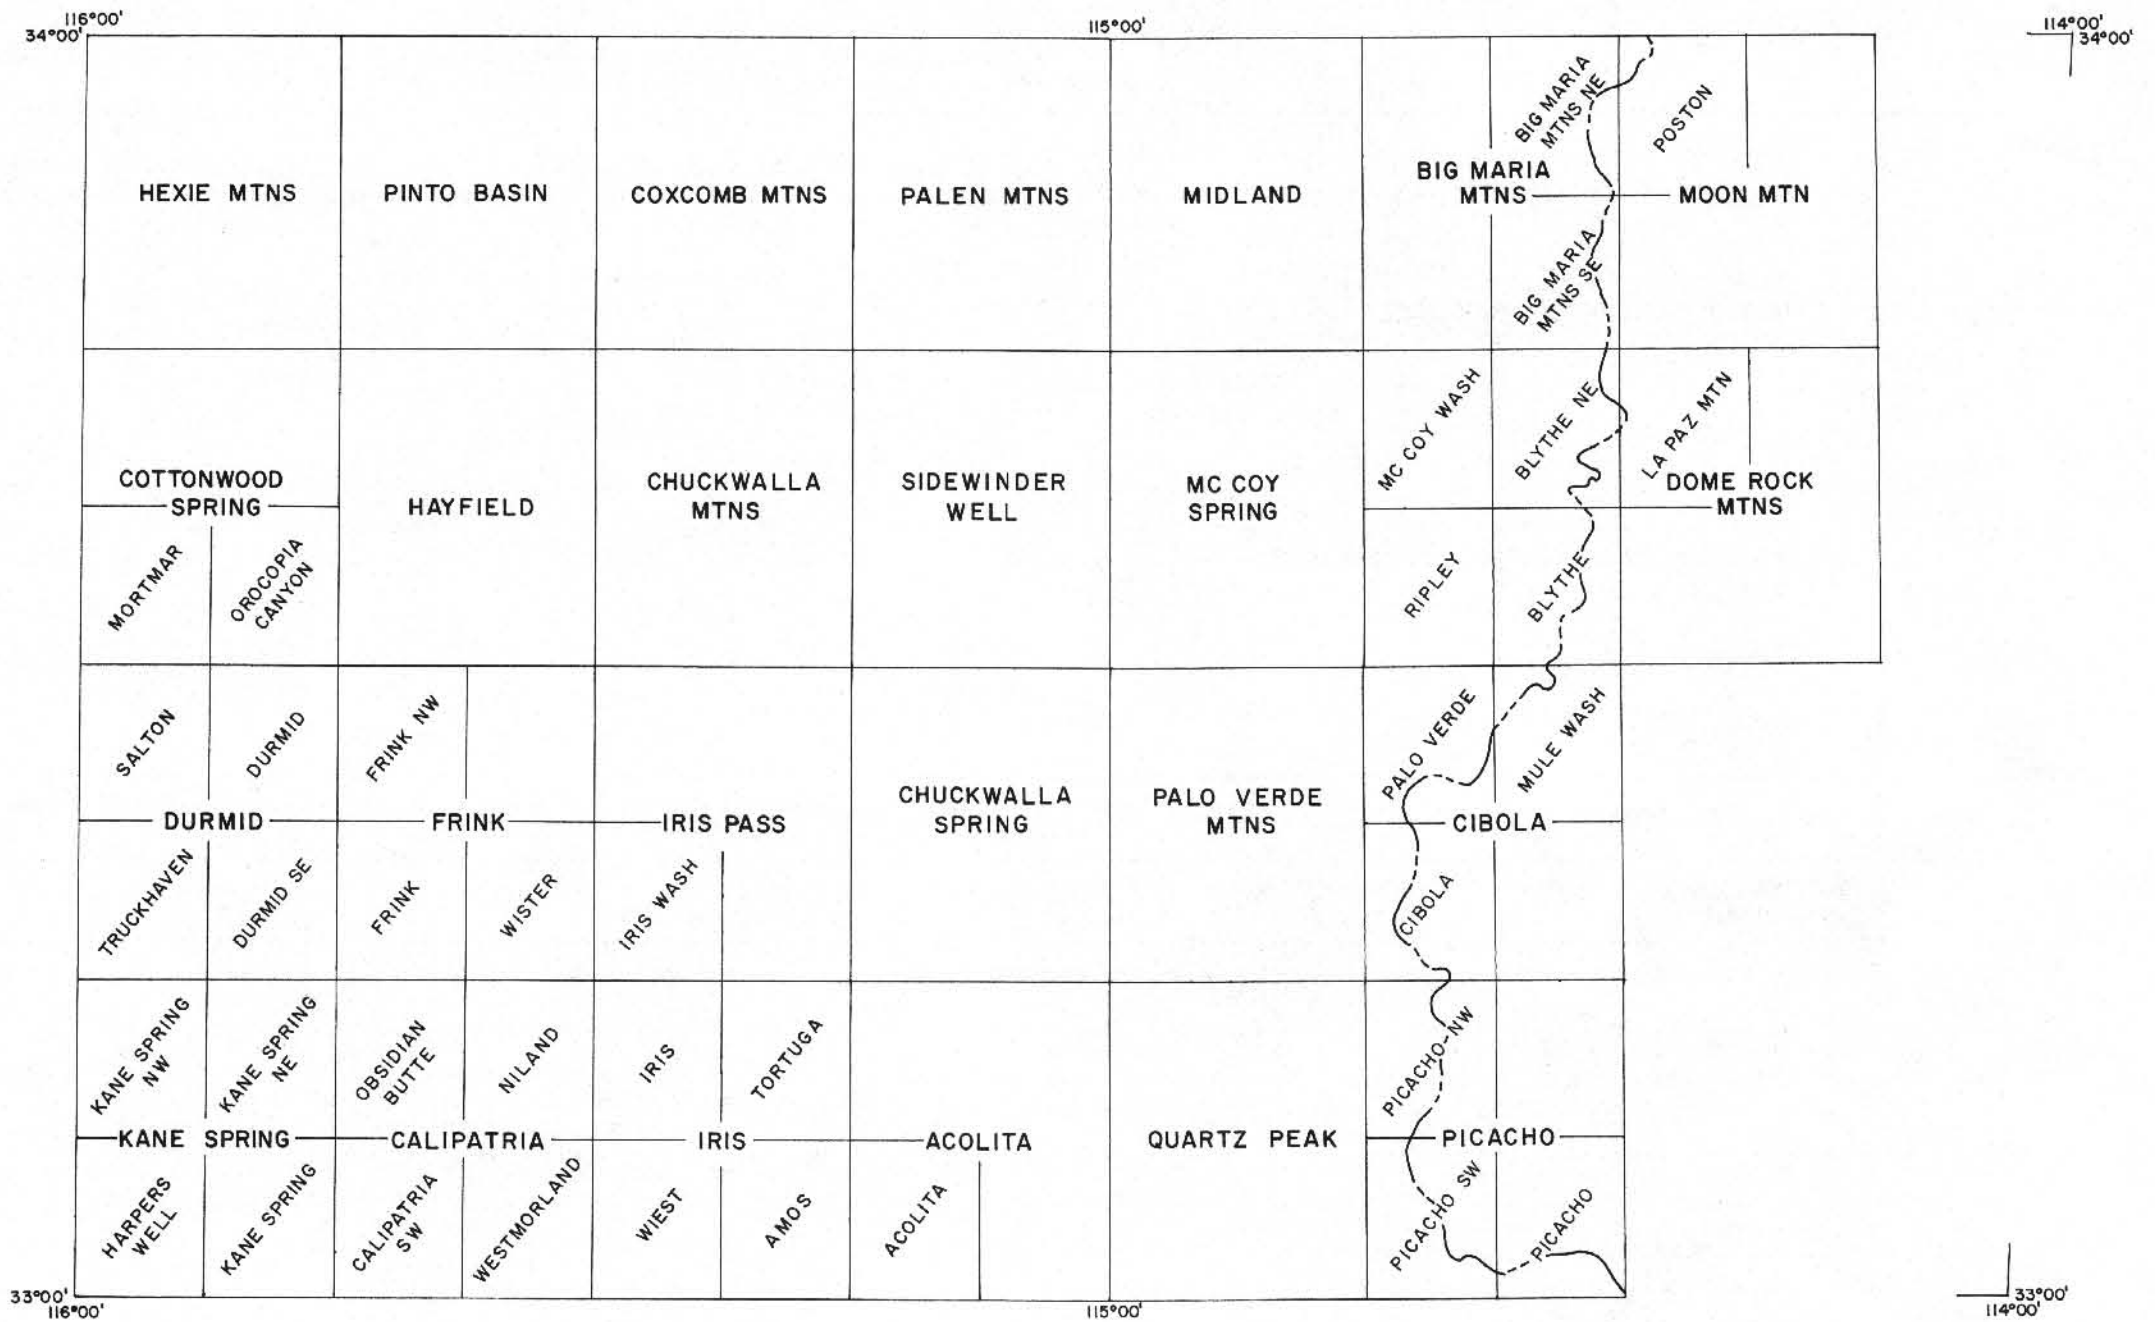 116°00'
115°00'
114°00'
34°00'
34°00'
BIG MARIA
MTNS NE
POSTON
HEXIE MTNS
PINTO BASIN
COXCOMB MTNS
PALEN MTNS
MIDLAND
BIG MARIA
MTNS
MOON MTN
BIG MARIA
MTNS SE
MC COY WASH
BLYTHE NE
LA PAZ MTN
COTTONWOOD
SPRING
HAYFIELD
CHUCKWALLA
MTNS
SIDEWINDER
WELL
MC COY
SPRING
DOME ROCK
MTNS
MORTMAR
OROCOPIA
CANYON
RIPLEY
BLYTHE
SALTON
DURMID
FRINK NW
PALO VERDE
MULE WASH
DURMID
FRINK
IRIS PASS
CHUCKWALLA
SPRING
PALO VERDE
MTNS
CIBOLA
TRUCKHAVEN
DURMID SE
FRINK
WISTER
IRIS WASH
CIBOLA
KANE SPRING
NW
KANE SPRING
NE
OBSIDIAN
BUTTE
NILAND
IRIS
TORTUGA
PICACHO NW
KANE SPRING
CALIPATRIA
IRIS
ACOLITA
QUARTZ PEAK
PICACHO
HARPERS
WELL
KANE SPRING
CALIPATRIA
SW
WESTMORLAND
WIEST
AMOS
ACOLITA
PICACHO SW
PICACHO
33°00'
33°00'
116°00'
115°00'
114°00'